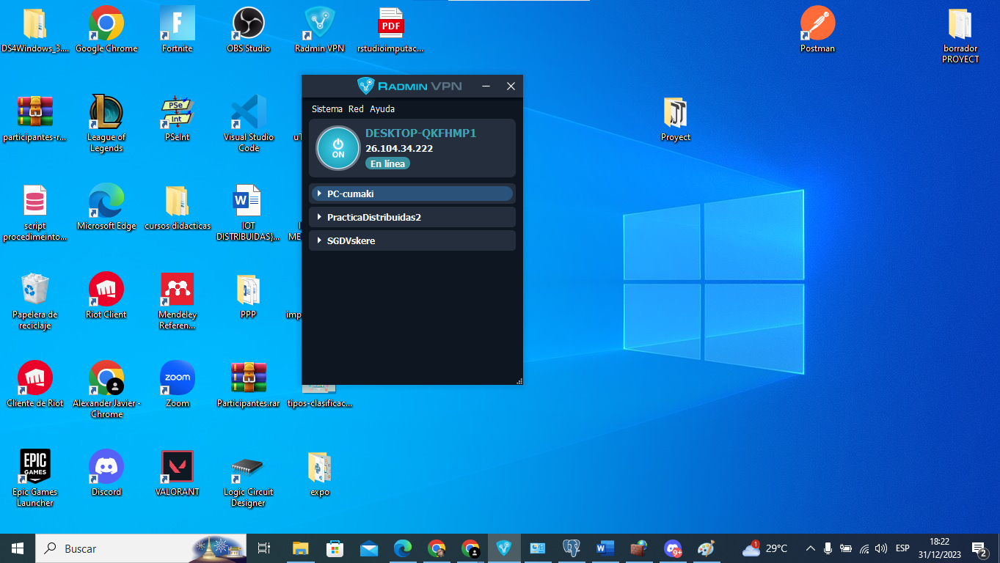 DS4Windows_3....
Google Chrome
Fortnite
OBS Studio
Radmin VPN
PDF
rstudioimputac...
Postman
borrador
PROYECT
RADMIN VPN
Sistema Red Ayuda
ON
DESKTOP-QKFHMP1
26.104.34.222
En línea
PC-cumaki
PracticaDistribuidas2
SGDVskere
participantes-r...
League of
Legends
PSe
Int
PSeInt
Visual Studio
Code
Proyect
script
procedimeinto...
Microsoft Edge
cursos didacticas
IOT
DISTRIBUIDAS)...
Papelera de
reciclaje
Riot Client
Mendeley
Referen...
PPP
Cliente de Riot
Alexander Javier -
Chrome
zoom
Zoom
Participantes.rar
tipos-clasificac...
EPIC
GAMES
Epic Games
Launcher
Discord
VALORANT
Logic Circuit
Designer
expo
Buscar
9+
1
29°C
ESP
18:22
31/12/2023
2